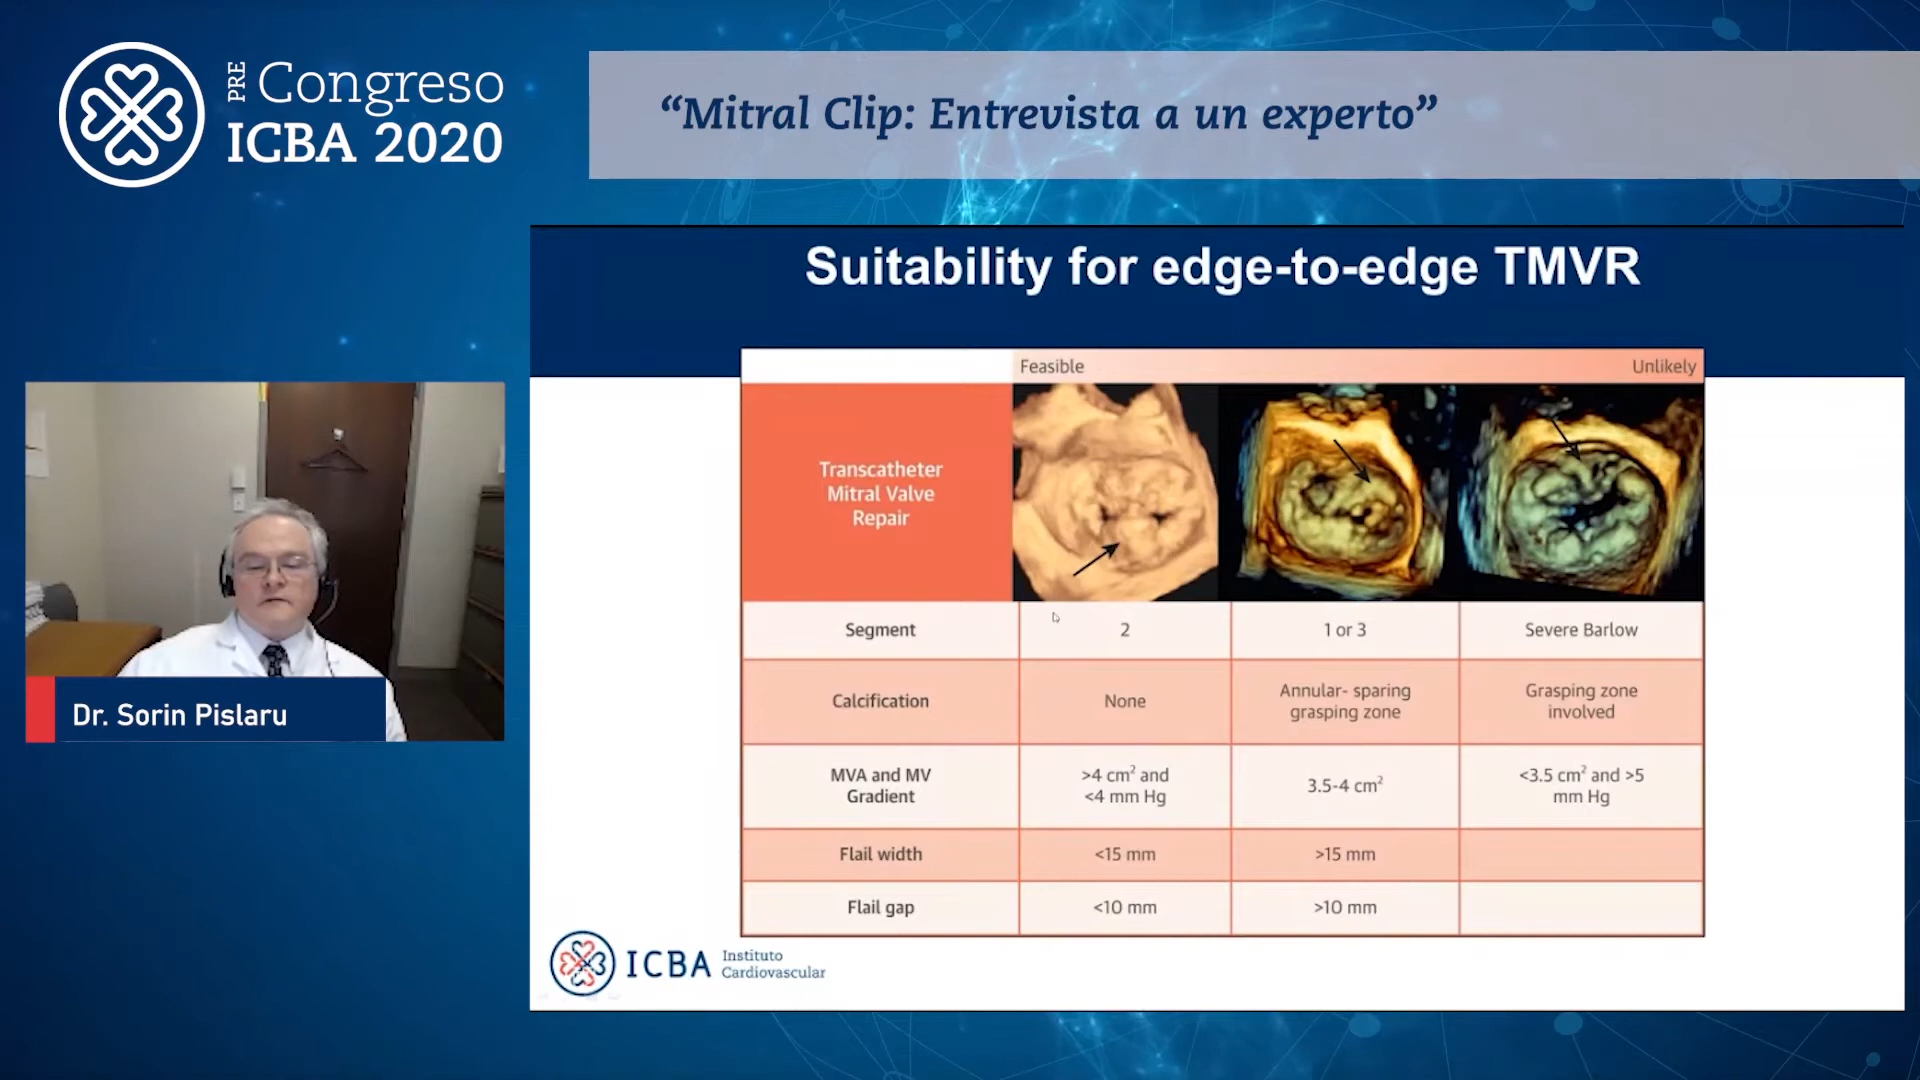 PRE
Congreso
ICBA 2020
“Mitral Clip: Entrevista a un experto”
Suitability for edge-to-edge TMVR
Feasible
Unlikely
Transcatheter
Mitral Valve
Repair
Segment
2
1 or 3
Severe Barlow
Calcification
None
Annular- sparing
grasping zone
Grasping zone
involved
MVA and MV
Gradient
>4 cm² and
<4 mm Hg
3.5-4 cm²
<3.5 cm² and >5
mm Hg
Flail width
<15 mm
>15 mm
Flail gap
<10 mm
>10 mm
Dr. Sorin Pislaru
ICBA
Instituto
Cardiovascular